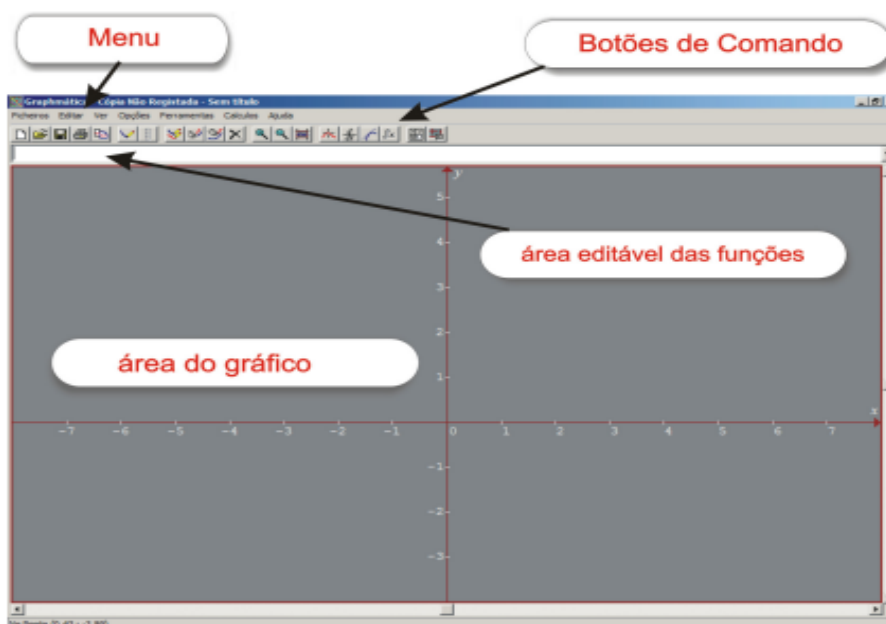 Menu
Botões de Comando
Graphmática - Cópia Não Registada - Sem título
Ficheiros Editar Ver Opções Ferramentas Calculus Ajuda
y
5
4
área editável das funções
3
2
área do gráfico
1
x
-7 -6 -5 -4 -3 -2 -1 0 1 2 3 4 5 6 7
-1
-2
-3